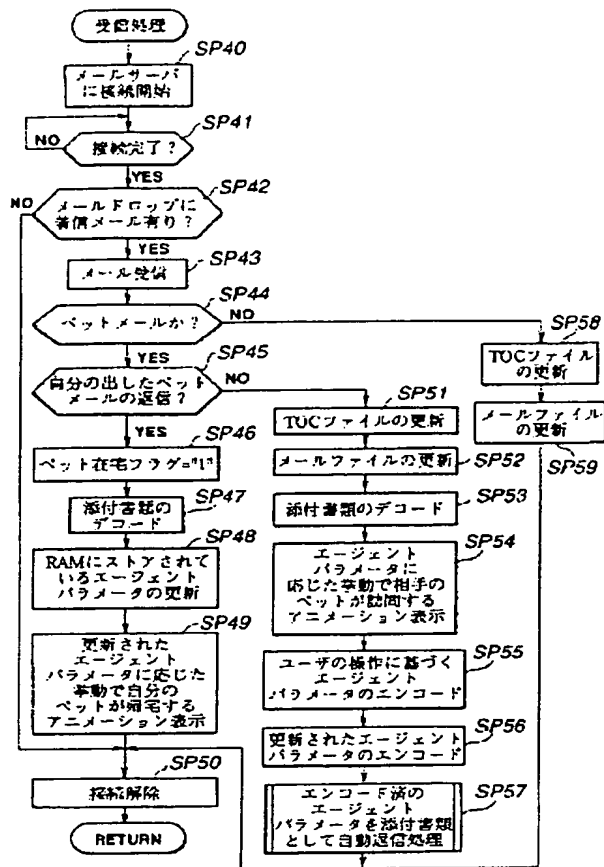 受信処理
SP40
メールサーバ
に接続開始
SP41
NO
接続完了？
YES
SP42
NO
メールドロップに
着信メール有り？
YES
SP43
メール受信
SP44
ペットメールか？
NO
YES
SP45
自分の出したペット
メールの返信？
NO
YES
SP46
ペット在宅フラグ="1"
SP47
添付書類の
デコード
SP48
RAMにストアされて
いるエージェント
パラメータの更新
SP49
更新された
エージェント
パラメータに応じた
挙動で自分の
ペットが帰宅する
アニメーション表示
SP50
接続解除
RETURN
SP51
TOCファイルの更新
SP52
メールファイルの更新
SP53
添付書類のデコード
SP54
エージェント
パラメータに
応じた挙動で相手の
ペットが訪問する
アニメーション表示
SP55
ユーザの操作に基づく
エージェント
パラメータのエンコード
SP56
更新されたエージェント
パラメータのエンコード
SP57
エンコード済の
エージェント
パラメータを添付書類
として自動返信処理
SP58
TOCファイル
の更新
メールファイル
の更新
SP59